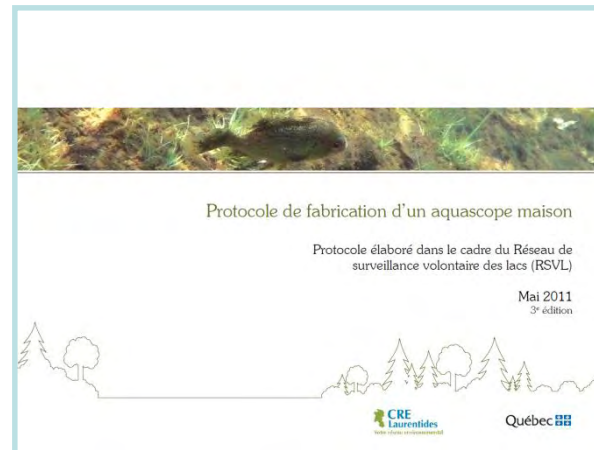 Protocole de fabrication d'un aquascope maison
Protocole élaboré dans le cadre du Réseau de
surveillance volontaire des lacs (RSVL)
Mai 2011
3e édition
CRE
Laurentides
Québec